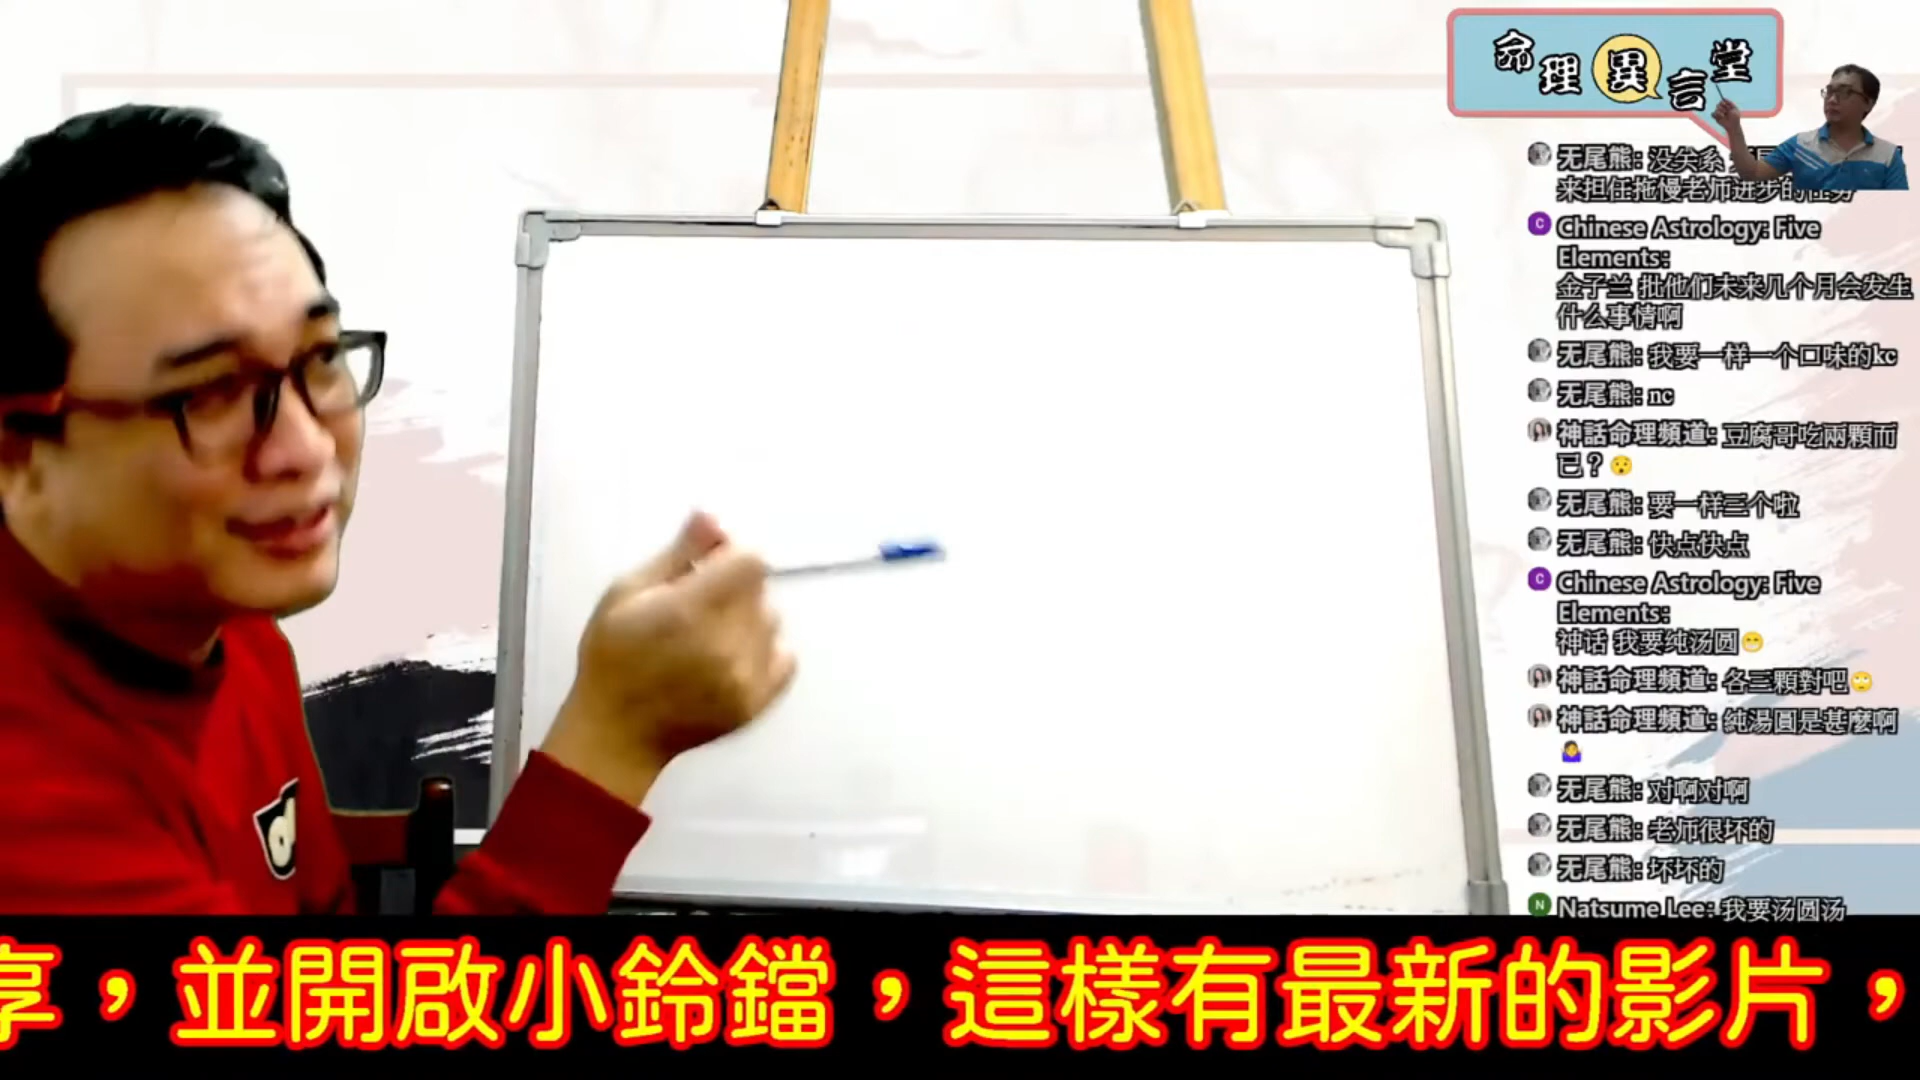 命理異言堂
无尾熊: 没关系
来担任拖慢老师进步的任务
Chinese Astrology: Five
Elements:
金子兰 批他们未来几个月会发生
什么事情啊
无尾熊: 我要一样一个口味的kc
无尾熊: nc
神話命理頻道: 豆腐哥吃兩顆而
已？😯
无尾熊: 要一样三个啦
无尾熊: 快点快点
Chinese Astrology: Five
Elements:
神话 我要纯汤圆😁
神話命理頻道: 各三顆對吧🙄
神話命理頻道: 純湯圓是甚麼啊
🤷‍♀️
无尾熊: 对啊对啊
无尾熊: 老师很坏的
无尾熊: 坏坏的
Natsume Lee: 我要汤圆汤
享，並開啟小鈴鐺，這樣有最新的影片，